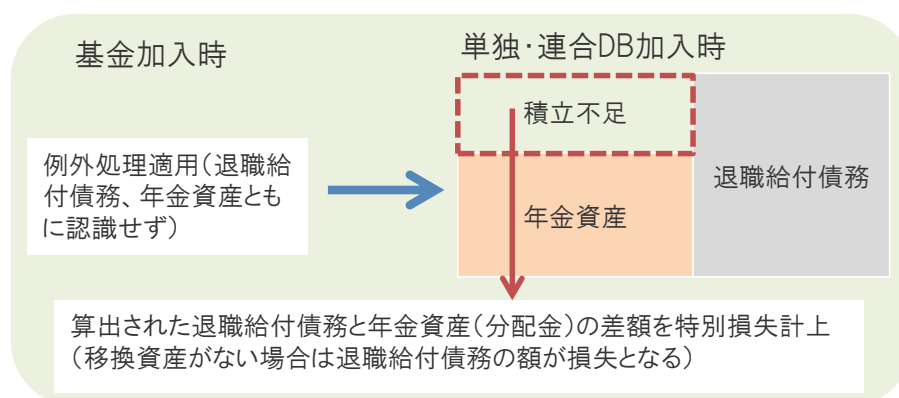 基金加入時
単独・連合DB加入時
積立不足
例外処理適用(退職給
付債務、年金資産とも
に認識せず)
年金資産
退職給付債務
算出された退職給付債務と年金資産(分配金)の差額を特別損失計上
(移換資産がない場合は退職給付債務の額が損失となる)